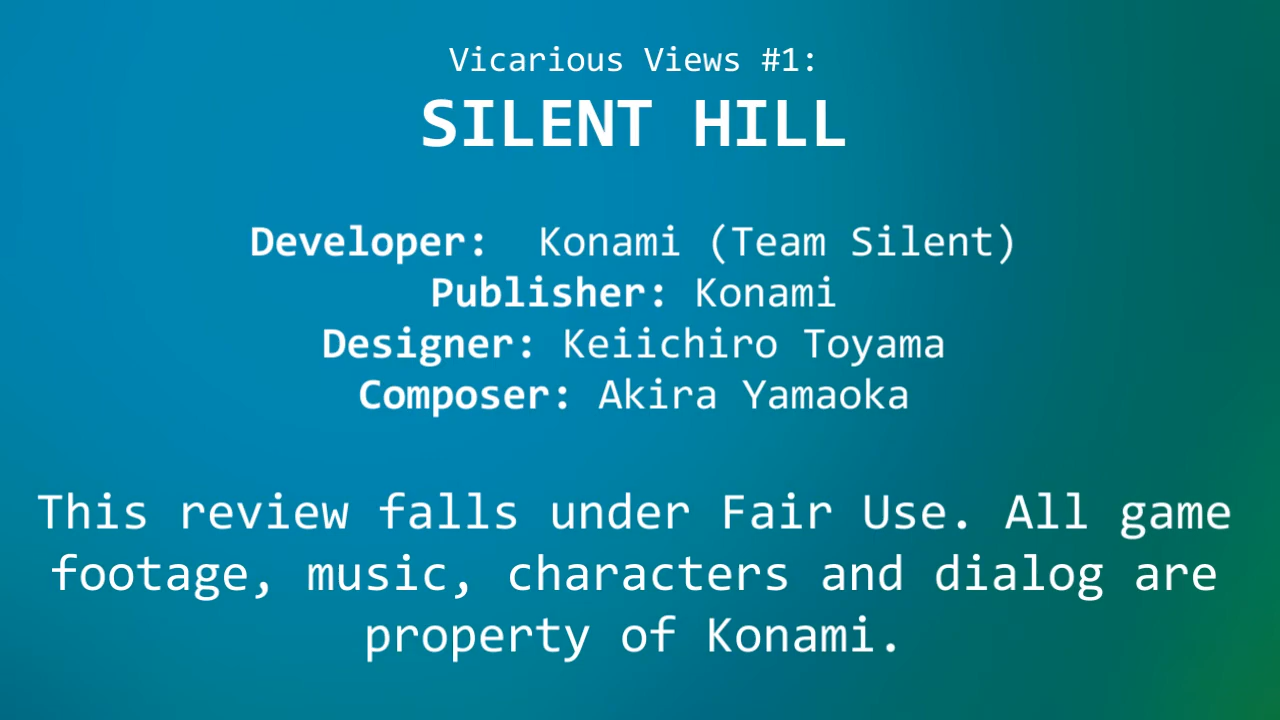 Vicarious Views #1:
SILENT HILL
Developer:  Konami (Team Silent)
Publisher: Konami
Designer: Keiichiro Toyama
Composer: Akira Yamaoka
This review falls under Fair Use. All game
footage, music, characters and dialog are
property of Konami.